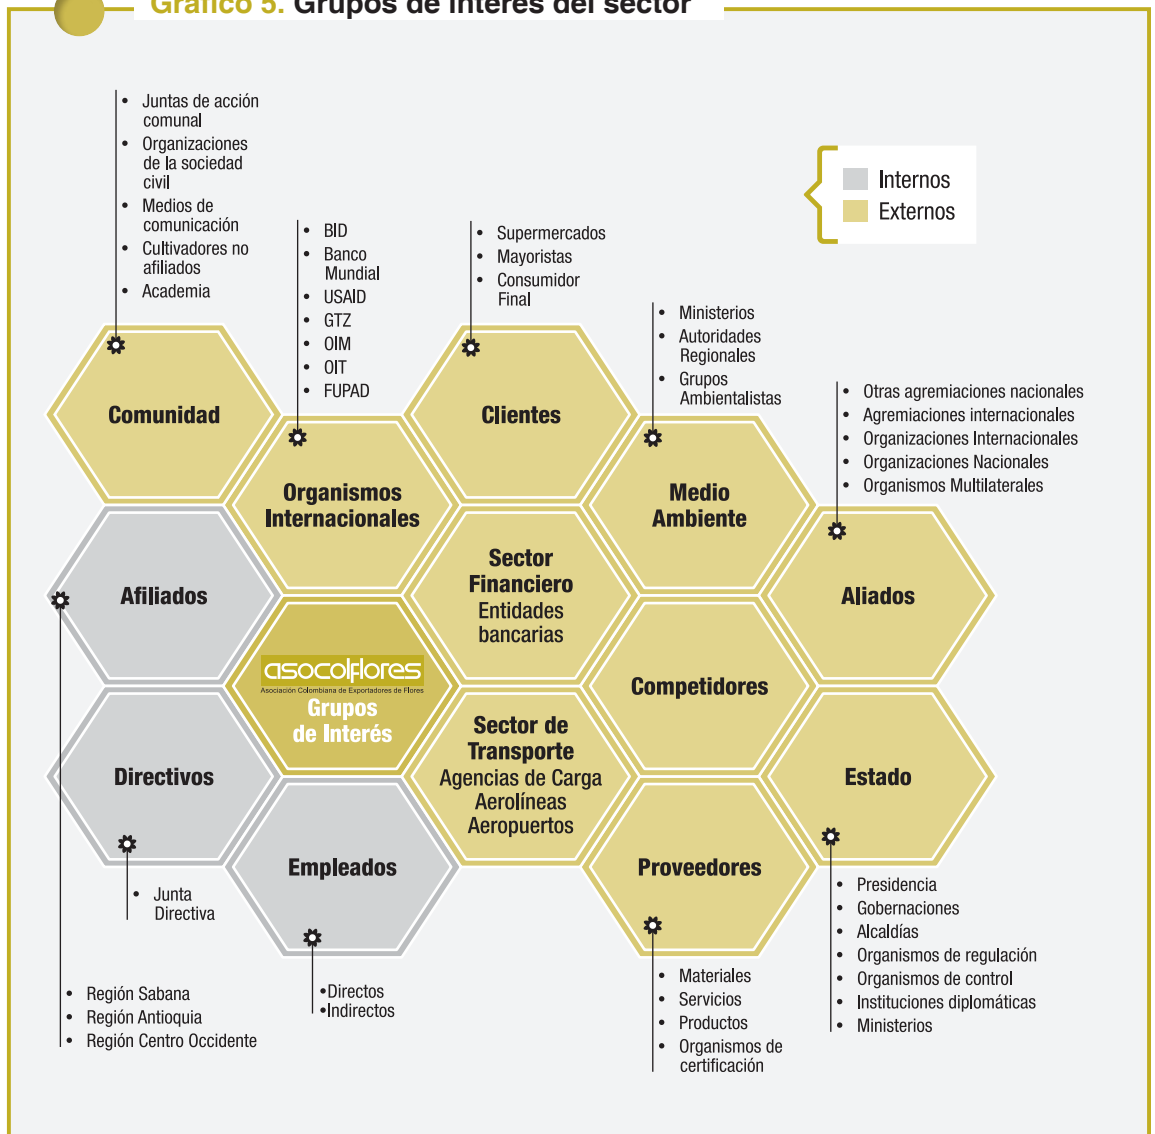 Gráfico 5. Grupos de interés del sector
• Juntas de acción
comunal
• Organizaciones
de la sociedad
civil
• Medios de
comunicación
• Cultivadores no
afiliados
• Academia
• BID
• Banco
Mundial
• USAID
• GTZ
• OIM
• OIT
• FUPAD
• Supermercados
• Mayoristas
• Consumidor
Final
Internos
Externos
• Ministerios
• Autoridades
Regionales
• Grupos
Ambientalistas
• Otras agremiaciones nacionales
• Agremiaciones internacionales
• Organizaciones Internacionales
• Organizaciones Nacionales
• Organismos Multilaterales
Comunidad
Organismos
Internacionales
Clientes
Medio
Ambiente
Afiliados
Sector
Financiero
Entidades
bancarias
Aliados
asocolflores
Asociación Colombiana de Exportadores de Flores
Grupos
de Interés
Competidores
Directivos
Sector de
Transporte
Agencias de Carga
Aerolíneas
Aeropuertos
Estado
Empleados
Proveedores
• Junta
Directiva
• Región Sabana
• Región Antioquia
• Región Centro Occidente
•Directos
•Indirectos
• Materiales
• Servicios
• Productos
• Organismos de
certificación
• Presidencia
• Gobernaciones
• Alcaldías
• Organismos de regulación
• Organismos de control
• Instituciones diplomáticas
• Ministerios